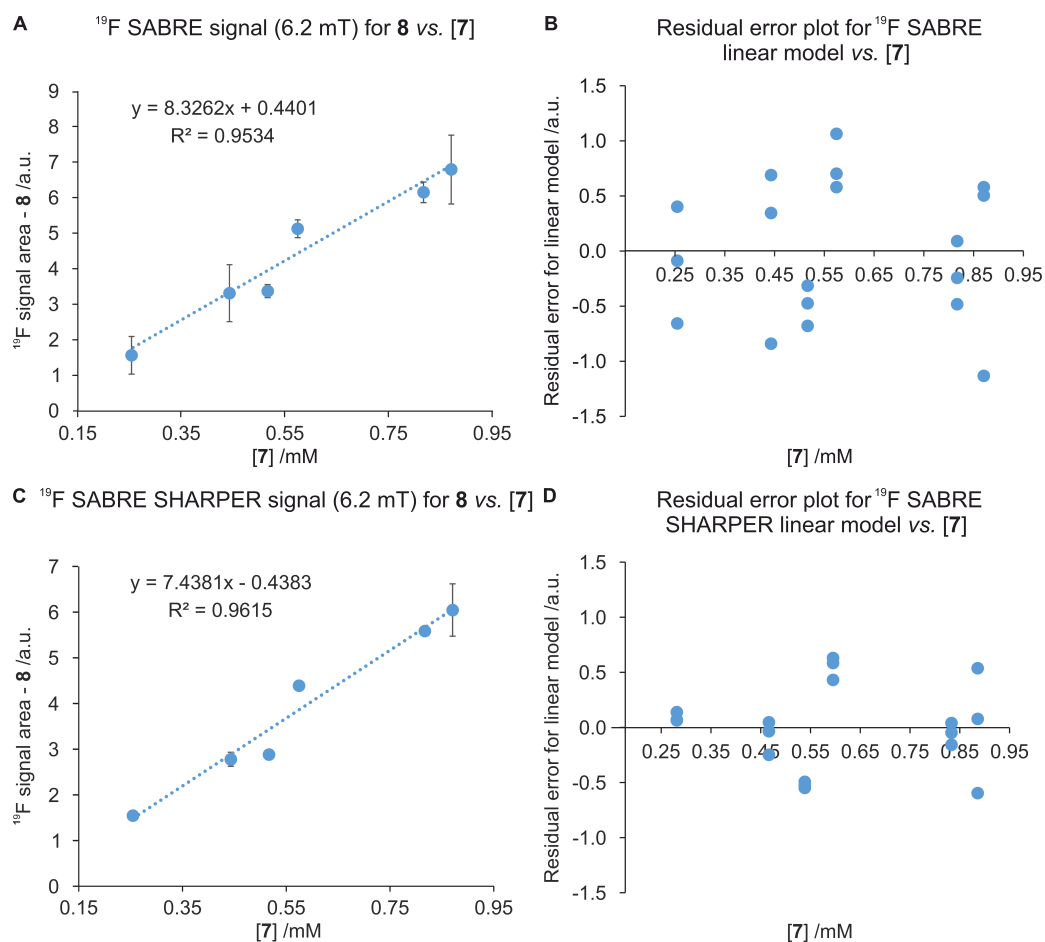 A
¹⁹F SABRE signal (6.2 mT) for 8 vs. [7]
¹⁹F signal area - 8 /a.u.
9
8
7
6
5
4
3
2
1
0
y = 8.3262x + 0.4401
R² = 0.9534
0.15 0.35 0.55 0.75 0.95
[7] /mM
B
Residual error plot for ¹⁹F SABRE
linear model vs. [7]
Residual error for linear model /a.u.
1.5
1.0
0.5
0.0
-0.5
-1.0
-1.5
0.25 0.35 0.45 0.55 0.65 0.75 0.85 0.95
[7] /mM
C
¹⁹F SABRE SHARPER signal (6.2 mT) for 8 vs. [7]
¹⁹F signal area - 8 /a.u.
7
6
5
4
3
2
1
0
y = 7.4381x - 0.4383
R² = 0.9615
0.15 0.35 0.55 0.75 0.95
[7] /mM
D
Residual error plot for ¹⁹F SABRE
SHARPER linear model vs. [7]
Residual error for linear model /a.u.
1.5
1.0
0.5
0.0
-0.5
-1.0
-1.5
0.25 0.35 0.45 0.55 0.65 0.75 0.85 0.95
[7] /mM